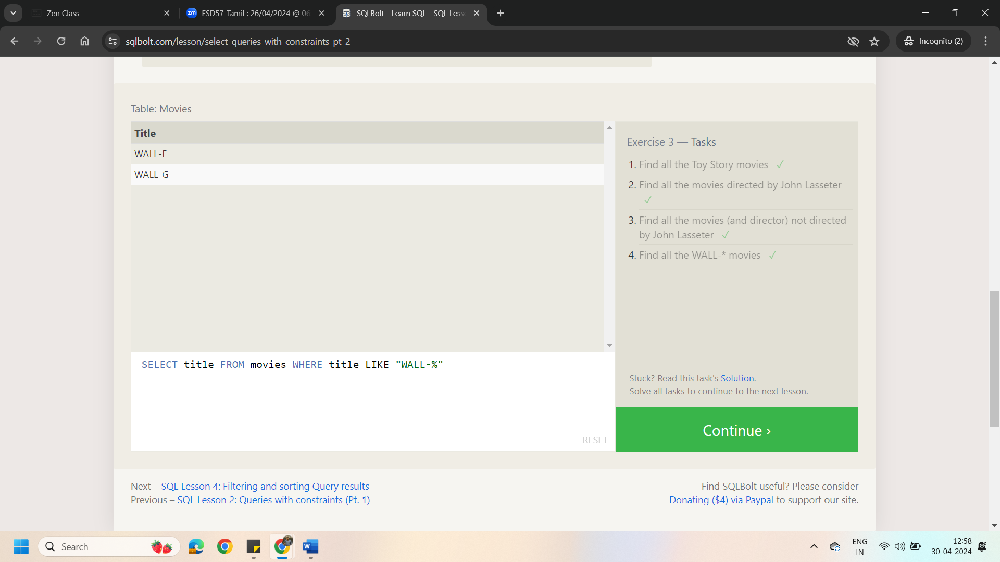 Zen Class
zm FSD57-Tamil : 26/04/2024 @ 06
SQLBolt - Learn SQL - SQL Less
sqlbolt.com/lesson/select_queries_with_constraints_pt_2
Incognito (2)
Table: Movies
Title
WALL-E
WALL-G
SELECT title FROM movies WHERE title LIKE "WALL-%"
RESET
Exercise 3 — Tasks
1. Find all the Toy Story movies ✓
2. Find all the movies directed by John Lasseter
✓
3. Find all the movies (and director) not directed
by John Lasseter ✓
4. Find all the WALL-* movies ✓
Stuck? Read this task's Solution.
Solve all tasks to continue to the next lesson.
Continue ›
Next – SQL Lesson 4: Filtering and sorting Query results
Previous – SQL Lesson 2: Queries with constraints (Pt. 1)
Find SQLBolt useful? Please consider
Donating ($4) via Paypal to support our site.
Search
W
ENG
IN
12:58
30-04-2024